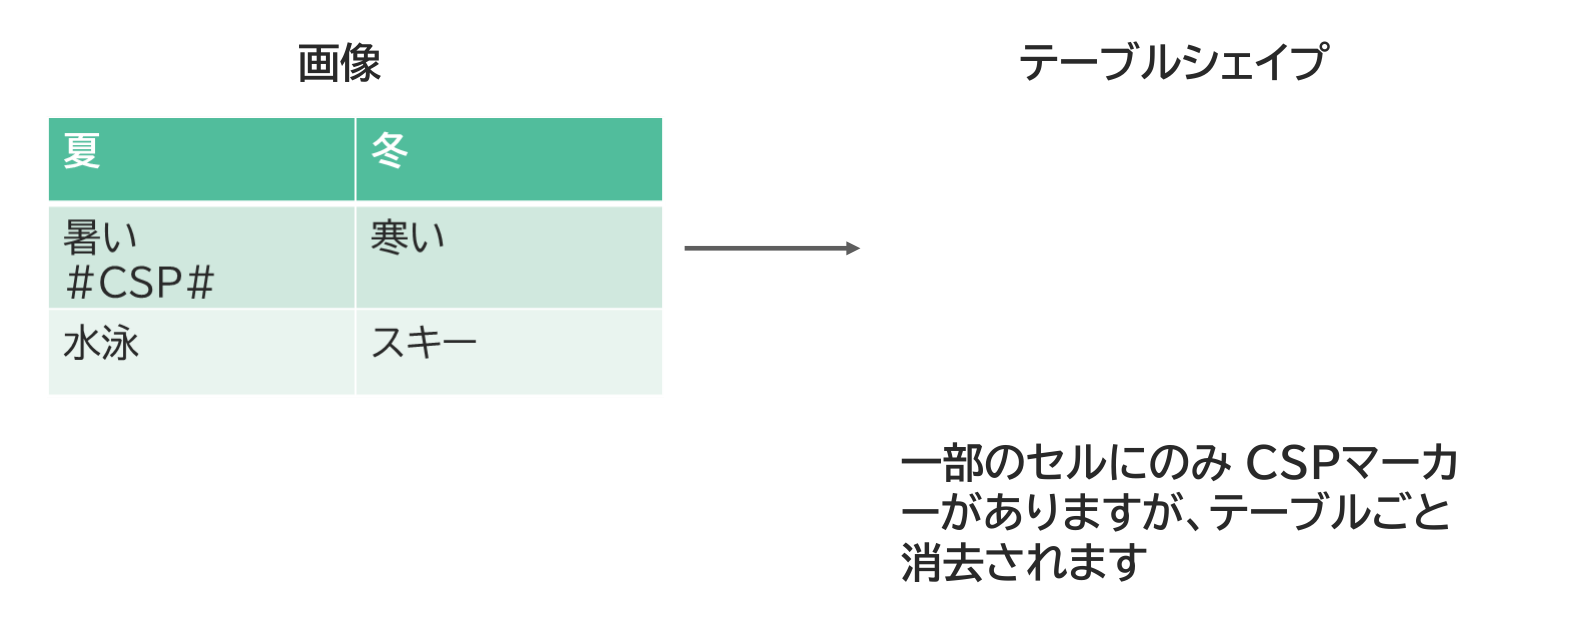 画像
テーブルシェイプ
夏 冬
暑い 寒い
#CSP#
水泳 スキー
一部のセルにのみ CSPマーカ
ーがありますが、テーブルごと
消去されます